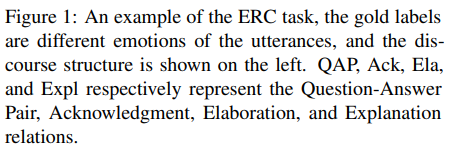 Figure 1: An example of the ERC task, the gold labels
are different emotions of the utterances, and the dis-
course structure is shown on the left. QAP, Ack, Ela,
and Expl respectively represent the Question-Answer
Pair, Acknowledgment, Elaboration, and Explanation
relations.